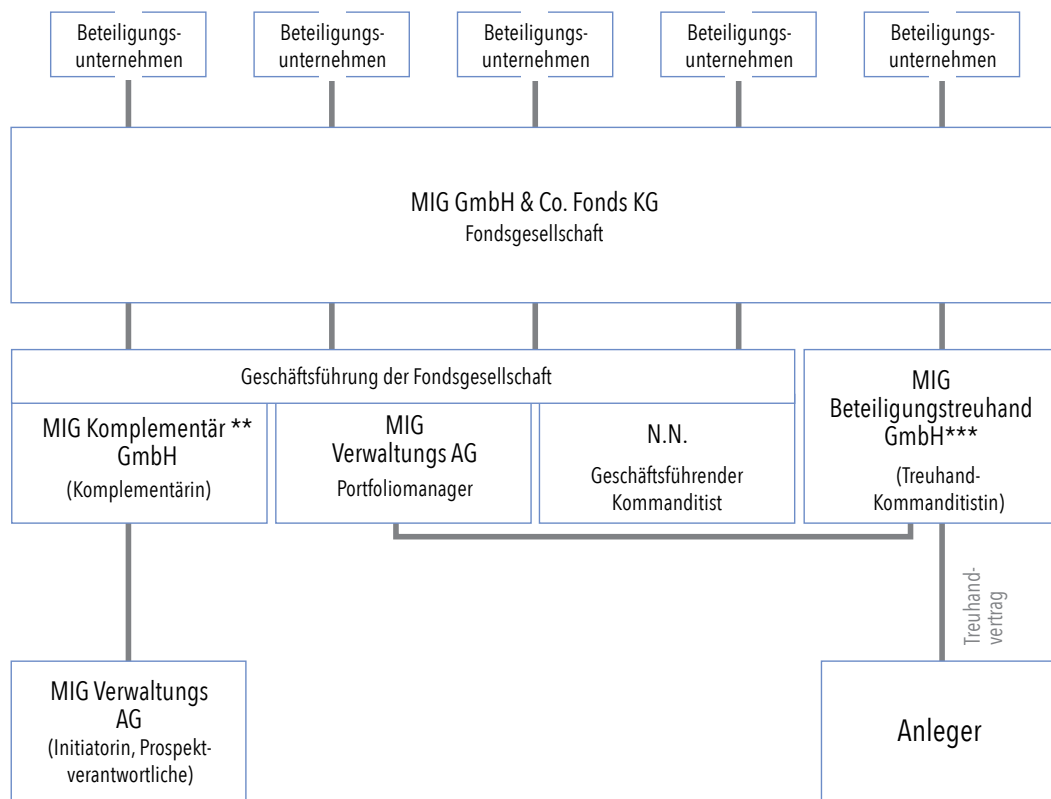 Beteiligungs-
unternehmen
Beteiligungs-
unternehmen
Beteiligungs-
unternehmen
Beteiligungs-
unternehmen
Beteiligungs-
unternehmen
MIG GmbH & Co. Fonds KG
Fondsgesellschaft
Geschäftsführung der Fondsgesellschaft
MIG Komplementär **
GmbH
(Komplementärin)
MIG
Verwaltungs AG
Portfoliomanager
N.N.
Geschäftsführender
Kommanditist
MIG
Beteiligungstreuhand
GmbH***
(Treuhand-
Kommanditistin)
Treuhand-
vertrag
MIG Verwaltungs
AG
(Initiatorin, Prospekt-
verantwortliche)
Anleger